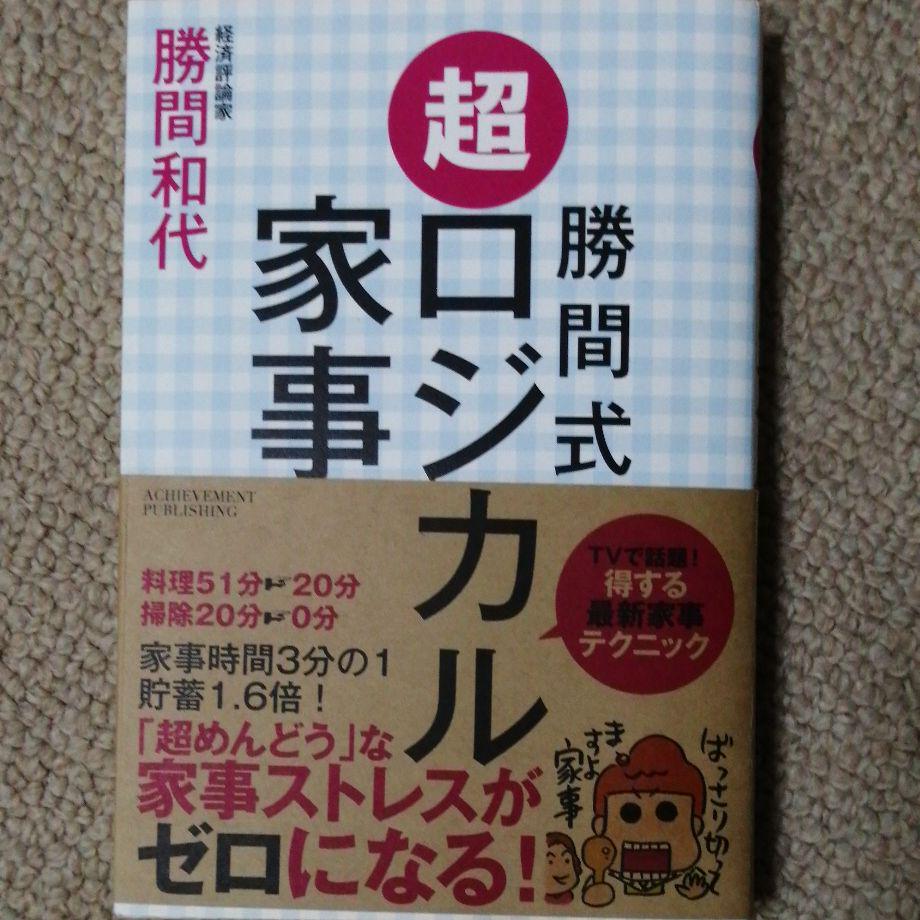 勝間式
超ロジカル
家事
経済評論家
勝間和代
ACHIEVEMENT
PUBLISHING
TVで話題!
得する
最新家事
テクニック
料理51分☞20分
掃除20分☞0分
家事時間3分の1
貯蓄1.6倍!
「超めんどう」な
家事ストレスが
ゼロになる!
ばっさり切って
ますよ
家事